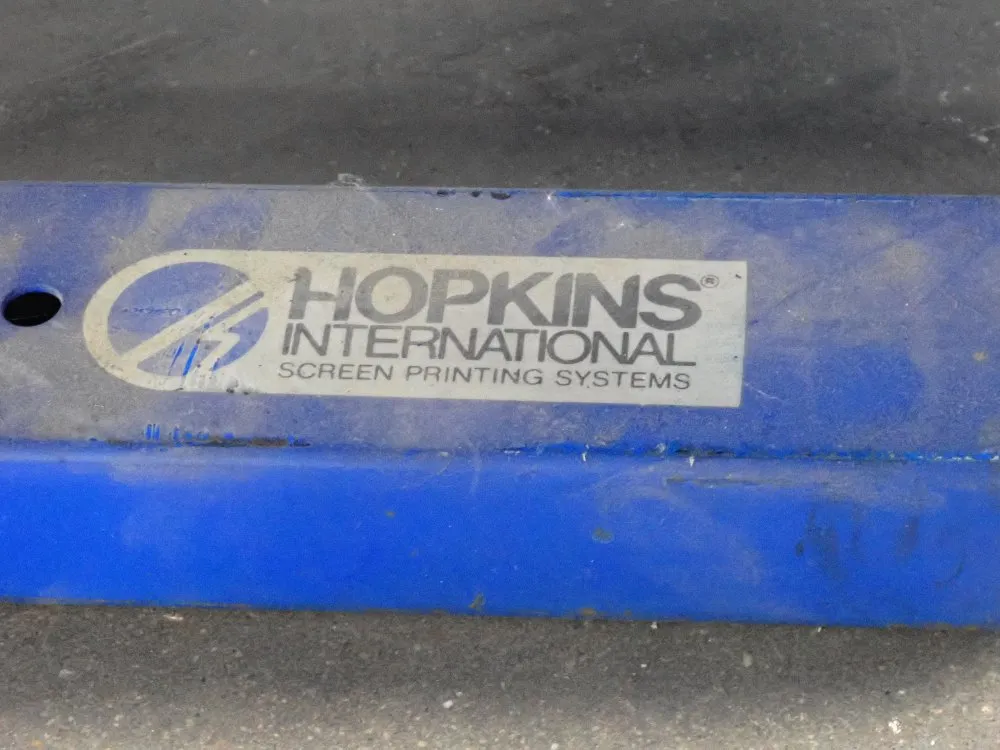 HOPKINS®
INTERNATIONAL
SCREEN PRINTING SYSTEMS